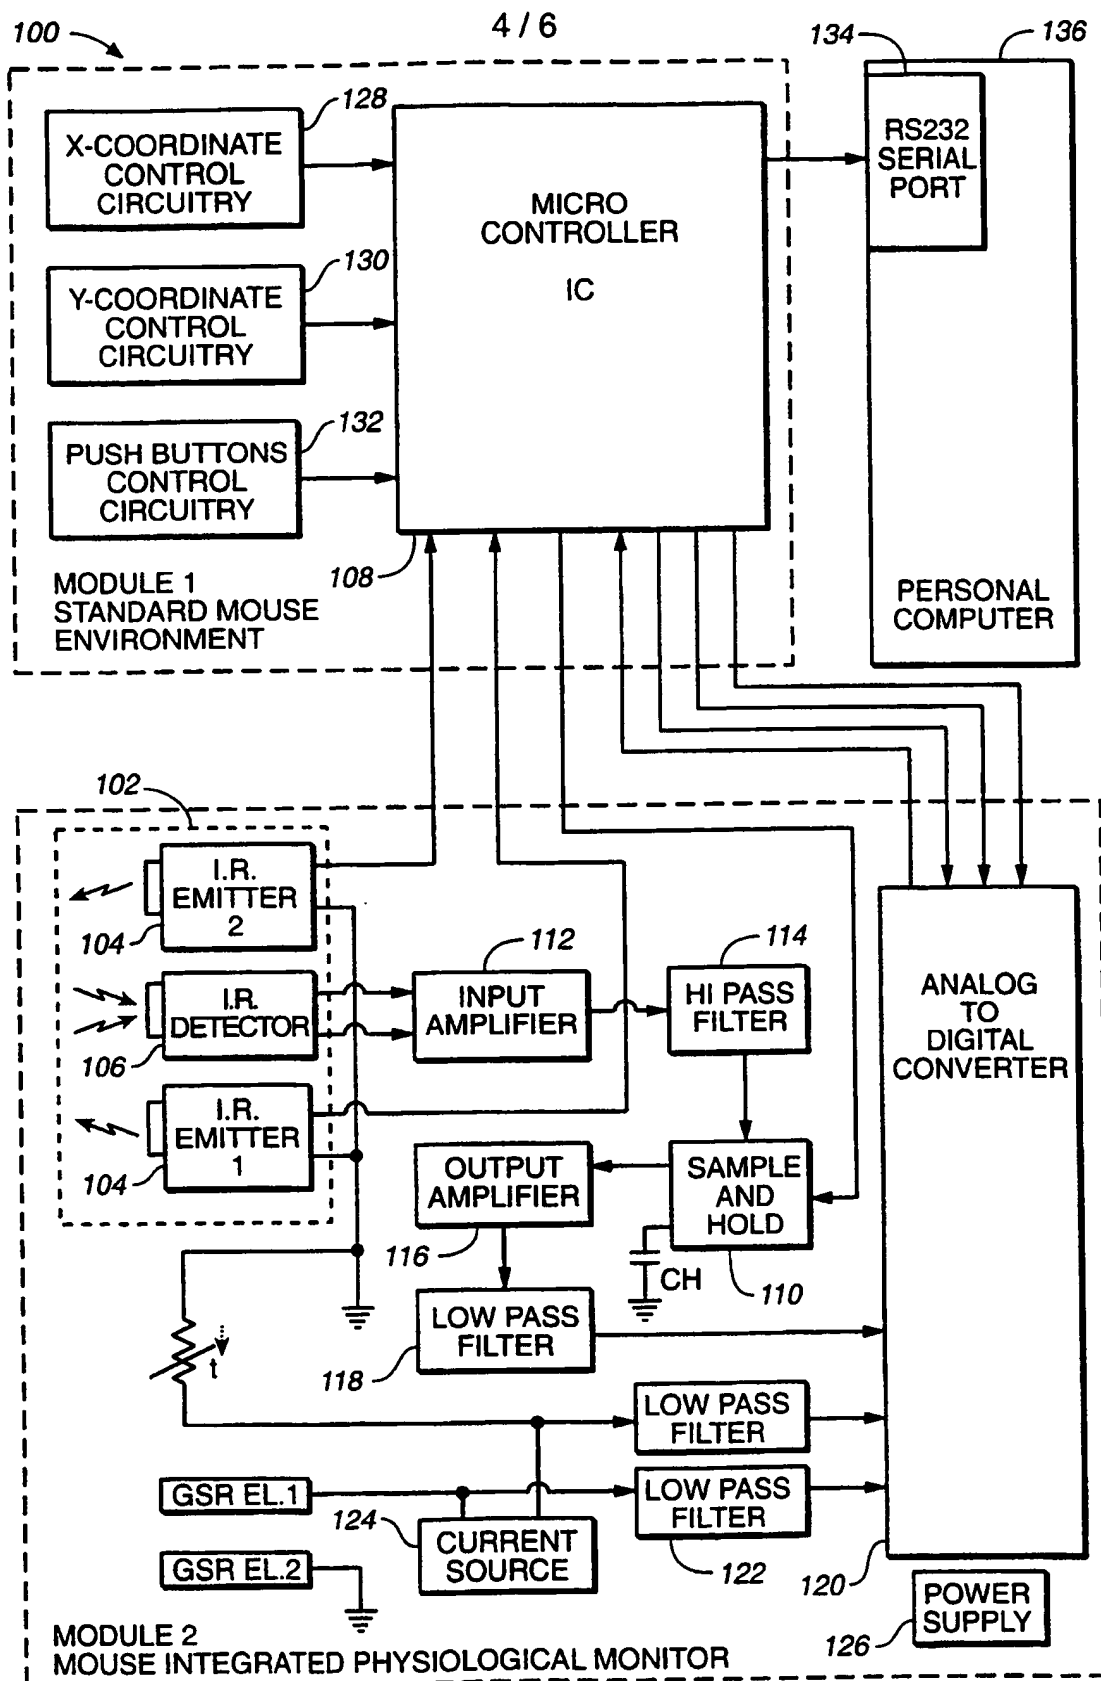 4 / 6
100
134
136
128
X-COORDINATE
CONTROL
CIRCUITRY
MICRO
CONTROLLER
IC
RS232
SERIAL
PORT
130
Y-COORDINATE
CONTROL
CIRCUITRY
132
PUSH BUTTONS
CONTROL
CIRCUITRY
108
MODULE 1
STANDARD MOUSE
ENVIRONMENT
PERSONAL
COMPUTER
102
I.R.
EMITTER
2
104
I.R.
DETECTOR
106
I.R.
EMITTER
1
104
112
INPUT
AMPLIFIER
114
HI PASS
FILTER
ANALOG
TO
DIGITAL
CONVERTER
OUTPUT
AMPLIFIER
116
SAMPLE
AND
HOLD
110
CH
LOW PASS
FILTER
118
t
LOW PASS
FILTER
GSR EL.1
LOW PASS
FILTER
122
124
CURRENT
SOURCE
GSR EL.2
120
POWER
SUPPLY
126
MODULE 2
MOUSE INTEGRATED PHYSIOLOGICAL MONITOR